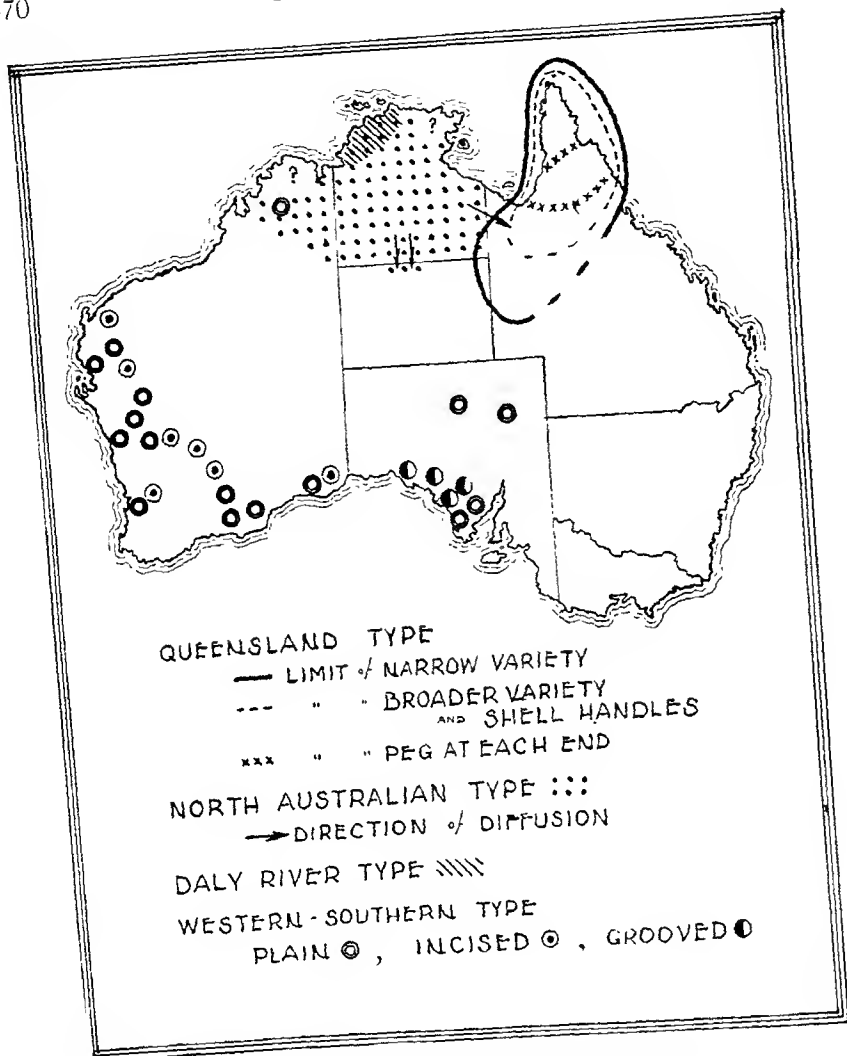 70
?
?
QUEENSLAND TYPE
LIMIT of NARROW VARIETY
" " BROADER VARIETY
AND SHELL HANDLES
xxx " " PEG AT EACH END
NORTH AUSTRALIAN TYPE
DIRECTION of DIFFUSION
DALY RIVER TYPE
WESTERN-SOUTHERN TYPE
PLAIN , INCISED , GROOVED